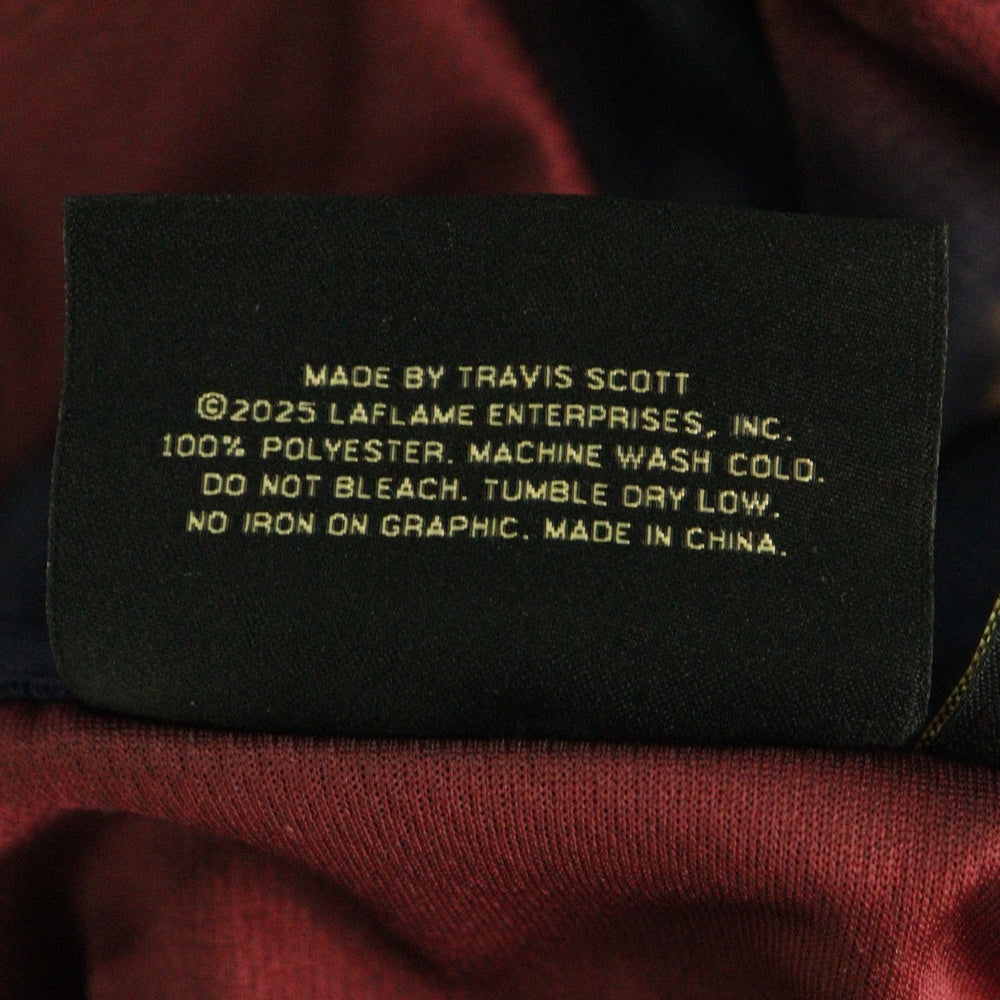 MADE BY TRAVIS SCOTT
©2025 LAFLAME ENTERPRISES, INC.
100% POLYESTER. MACHINE WASH COLD.
DO NOT BLEACH. TUMBLE DRY LOW.
NO IRON ON GRAPHIC. MADE IN CHINA.